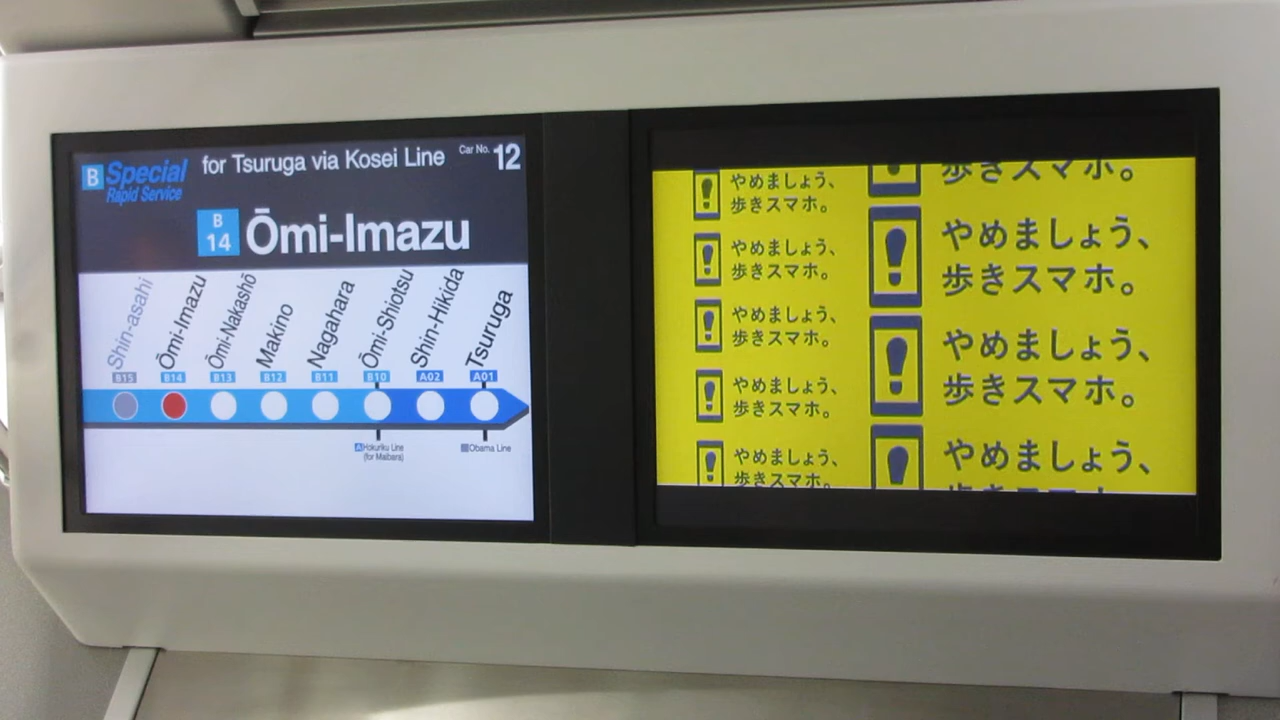 B Special Rapid Service for Tsuruga via Kosei Line Car No. 12
B 14 Ōmi-Imazu
Shin-asahi Ōmi-Imazu Ōmi-Nakashō Makino Nagahara Ōmi-Shiotsu Shin-Hikida Tsuruga
B15 B14 B13 B12 B11 B10 A02 A01
A Hokuriku Line
(for Maibara)
Obama Line
やめましょう、
歩きスマホ。
やめましょう、
歩きスマホ。
やめましょう、
歩きスマホ。
やめましょう、
歩きスマホ。
やめましょう、
歩きスマホ。
歩きスマホ。
やめましょう、
歩きスマホ。
やめましょう、
歩きスマホ。
やめましょう、